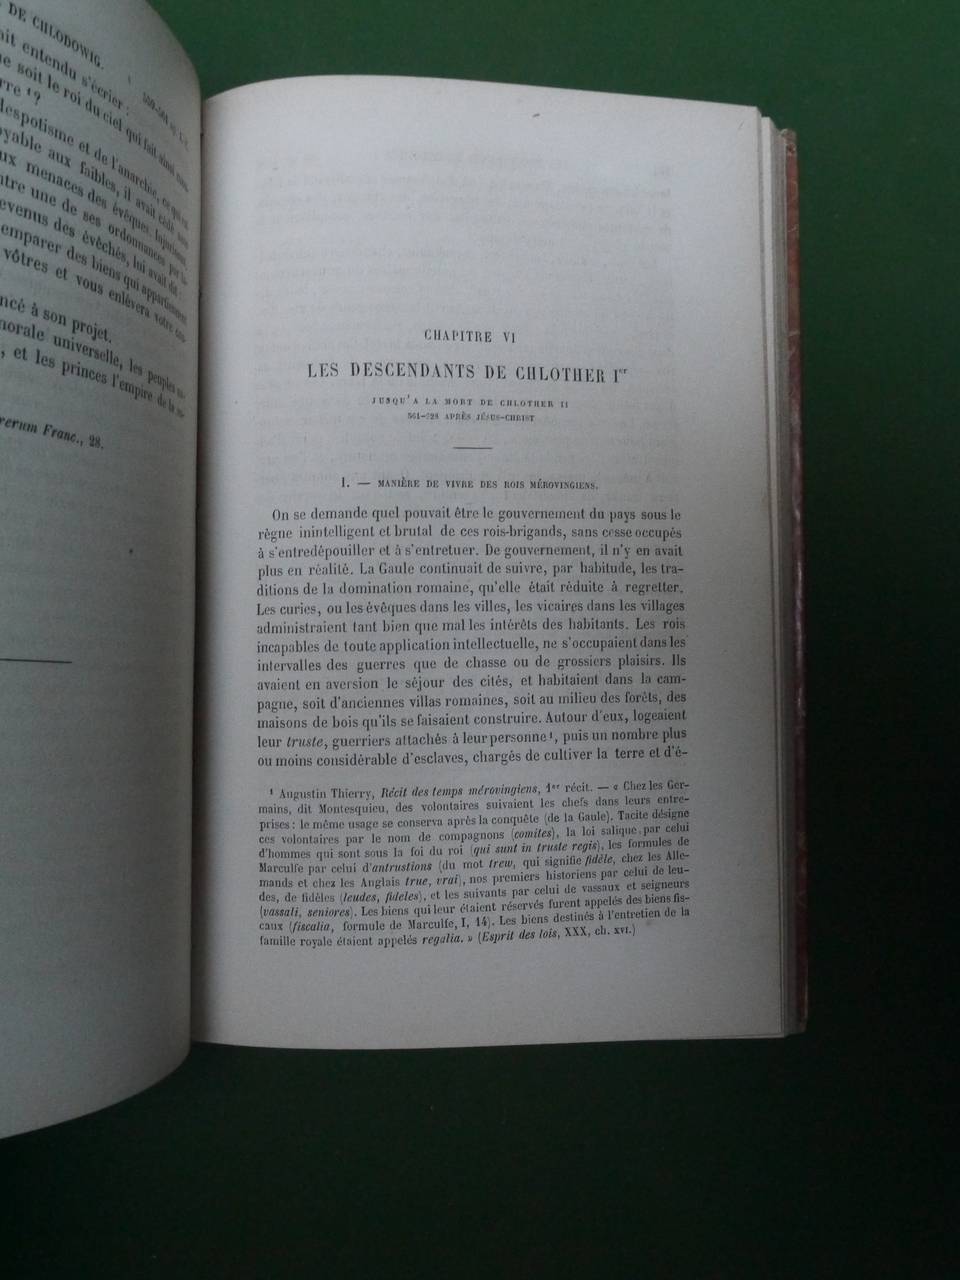 DE CHLODOWIG.
559-561 ap. J.-C.
entendu s'écrier :
soit le roi du ciel qui fait ainsi
rre ¹?
despotisme et de l'anarchie, ce qui
aux faibles, il avait cédé
menaces des évêques. Injuriosus,
ntre une de ses ordonnances par
evenus des évêchés, lui avait dit :
emparer des biens qui appartiennent
vôtres et vous enlèvera votre
ncé à son projet.
morale universelle, les peuples
, et les princes l'empire de la
rerum Franc., 28.
CHAPITRE VI
LES DESCENDANTS DE CHLOTHER Ier
JUSQU'A LA MORT DE CHLOTHER II
561-628 APRÈS JÉSUS-CHRIST
I. — MANIÈRE DE VIVRE DES ROIS MÉROVINGIENS.
On se demande quel pouvait être le gouvernement du pays sous le
règne inintelligent et brutal de ces rois-brigands, sans cesse occupés
à s'entredépouiller et à s'entretuer. De gouvernement, il n'y en avait
plus en réalité. La Gaule continuait de suivre, par habitude, les tra-
ditions de la domination romaine, qu'elle était réduite à regretter.
Les curies, ou les évêques dans les villes, les vicaires dans les villages
administraient tant bien que mal les intérêts des habitants. Les rois
incapables de toute application intellectuelle, ne s'occupaient dans les
intervalles des guerres que de chasse ou de grossiers plaisirs. Ils
avaient en aversion le séjour des cités, et habitaient dans la cam-
pagne, soit d'anciennes villas romaines, soit au milieu des forêts, des
maisons de bois qu'ils se faisaient construire. Autour d'eux, logeaient
leur truste, guerriers attachés à leur personne¹, puis un nombre plus
ou moins considérable d'esclaves, chargés de cultiver la terre et d'é-
¹ Augustin Thierry, Récit des temps mérovingiens, 1er récit. — « Chez les Ger-
mains, dit Montesquieu, des volontaires suivaient les chefs dans leurs entre-
prises : le même usage se conserva après la conquête (de la Gaule). Tacite désigne
ces volontaires par le nom de compagnons (comites), la loi salique par celui
d'hommes qui sont sous la foi du roi (qui sunt in truste regis), les formules de
Marculfe par celui d'antrustions (du mot trew, qui signifie fidèle, chez les Alle-
mands et chez les Anglais true, vrai), nos premiers historiens par celui de leu-
des, de fidèles (leudes, fideles), et les suivants par celui de vassaux et seigneurs
(vassali, seniores). Les biens qui leur étaient réservés furent appelés des biens fis-
caux (fiscalia, formule de Marculfe, I, 14). Les biens destinés à l'entretien de la
famille royale étaient appelés regalia. » (Esprit des lois, XXX, ch. xvi.)